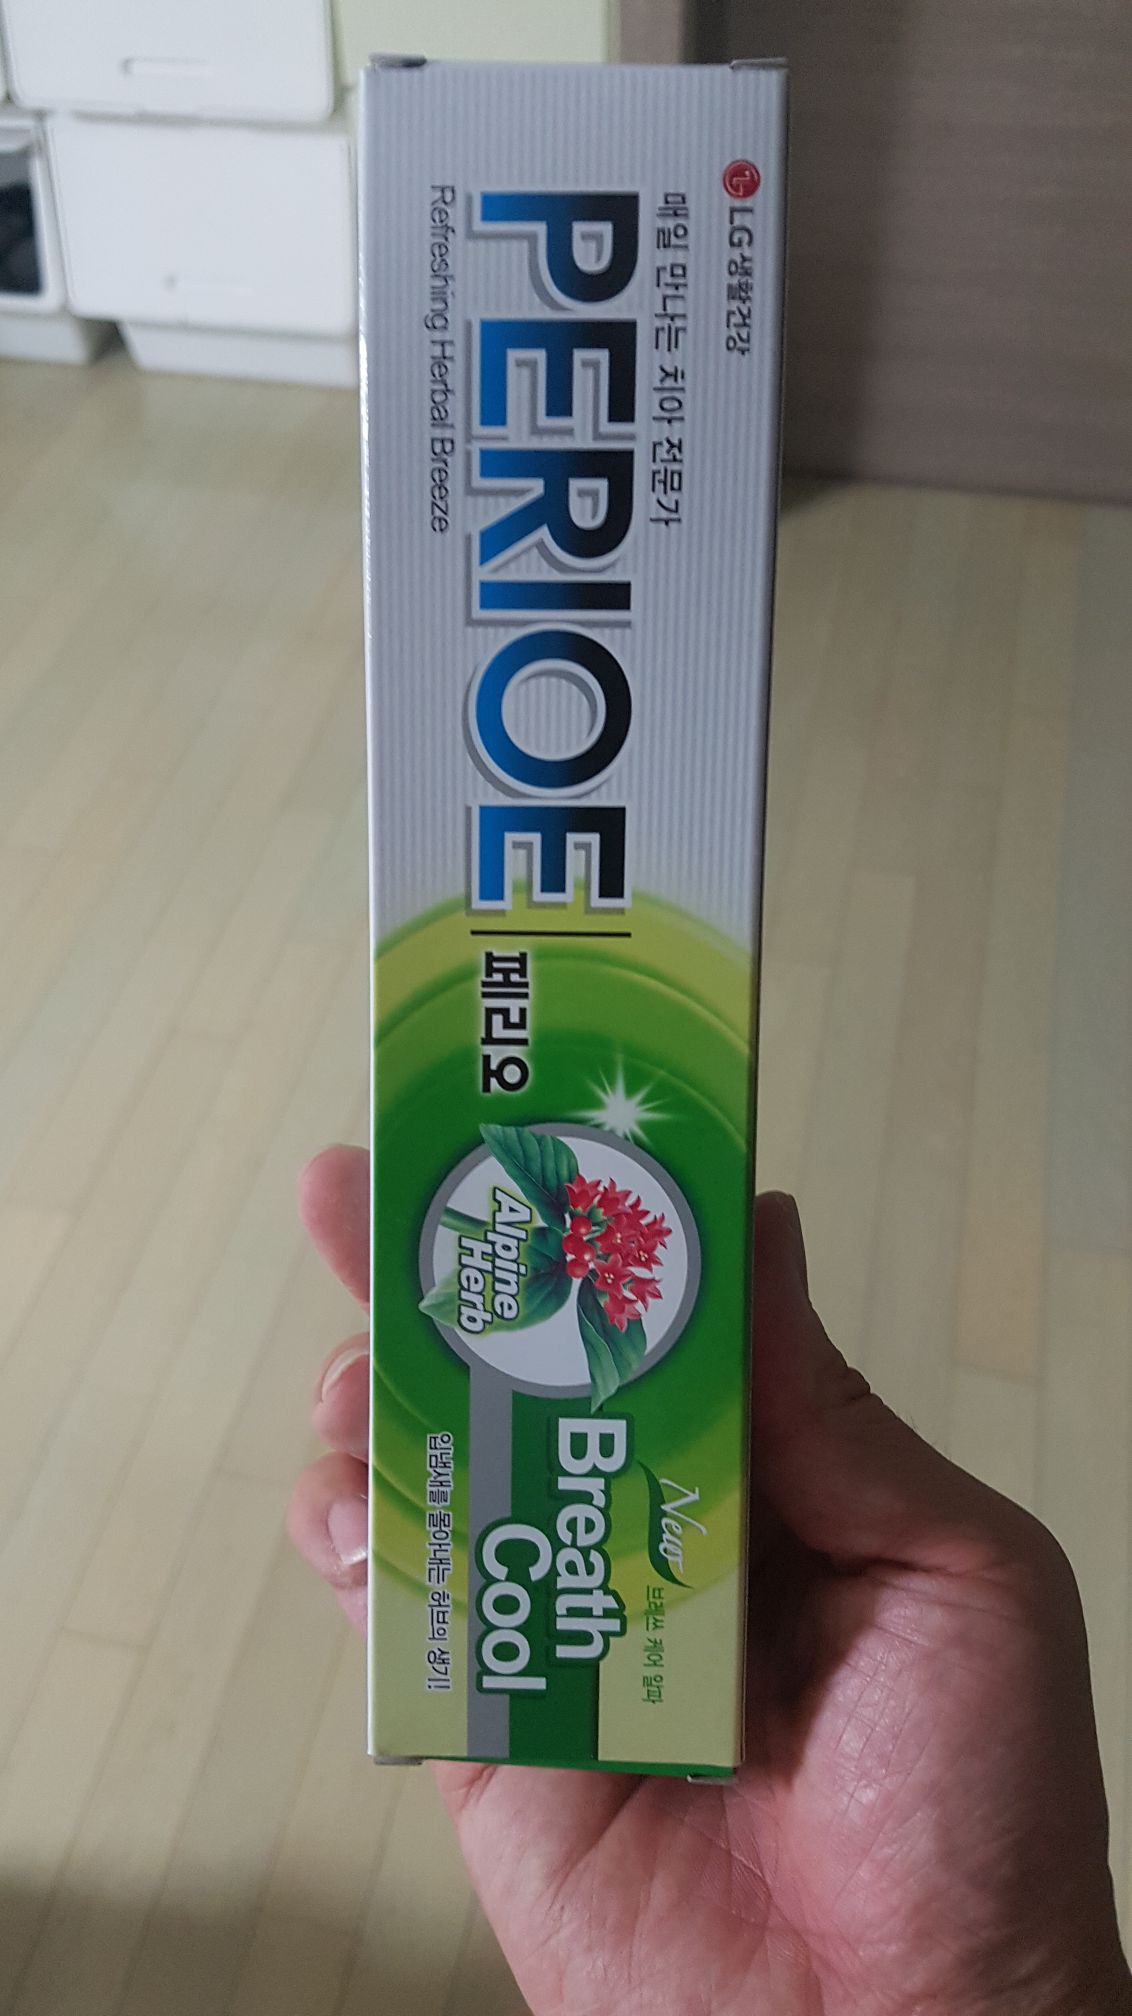 LG생활건강
매일 만나는 치아 전문가
PERIOE
페리오
Refreshing Herbal Breeze
Alpine
Herb
New
브레쓰 케어 알파
Breath
Cool
입냄새를 몰아내는 허브의 생기!